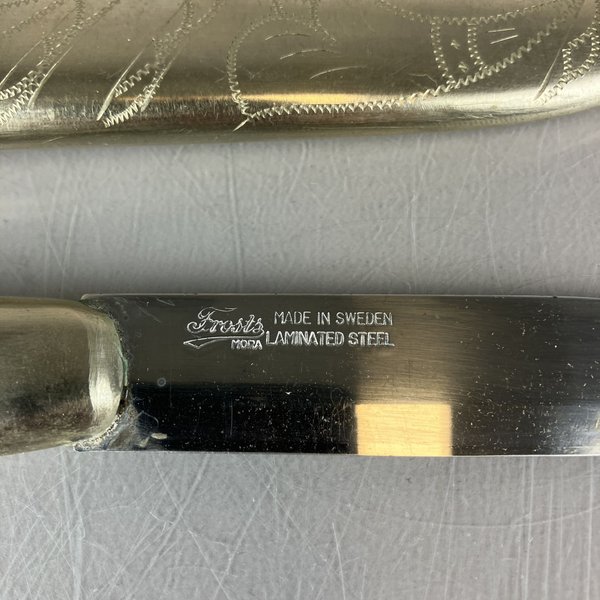 Frosts MADE IN SWEDEN
MORA LAMINATED STEEL